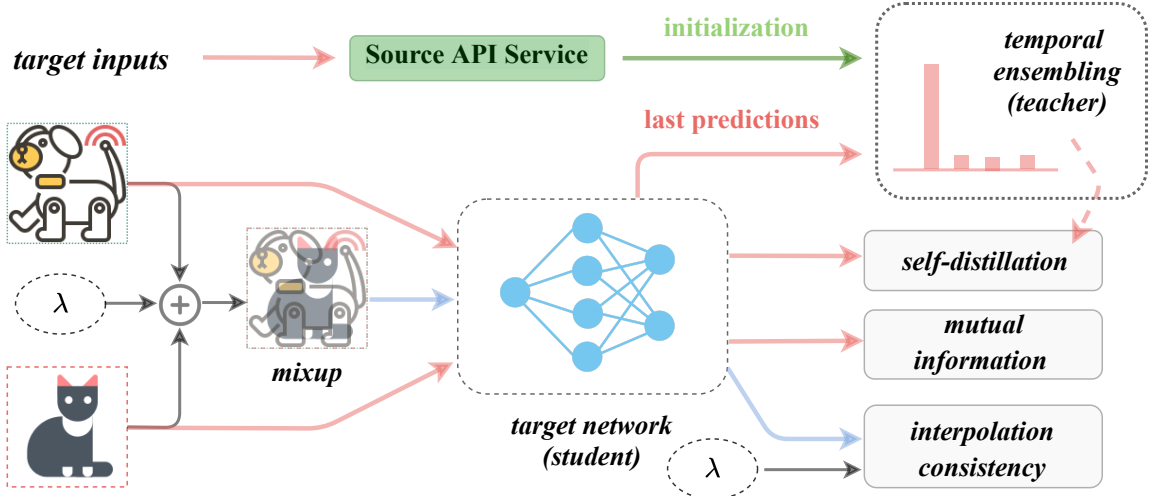 target inputs
Source API Service
initialization
temporal
ensembling
(teacher)
last predictions
λ
+
mixup
self-distillation
mutual
information
target network
(student)
interpolation
consistency
λ